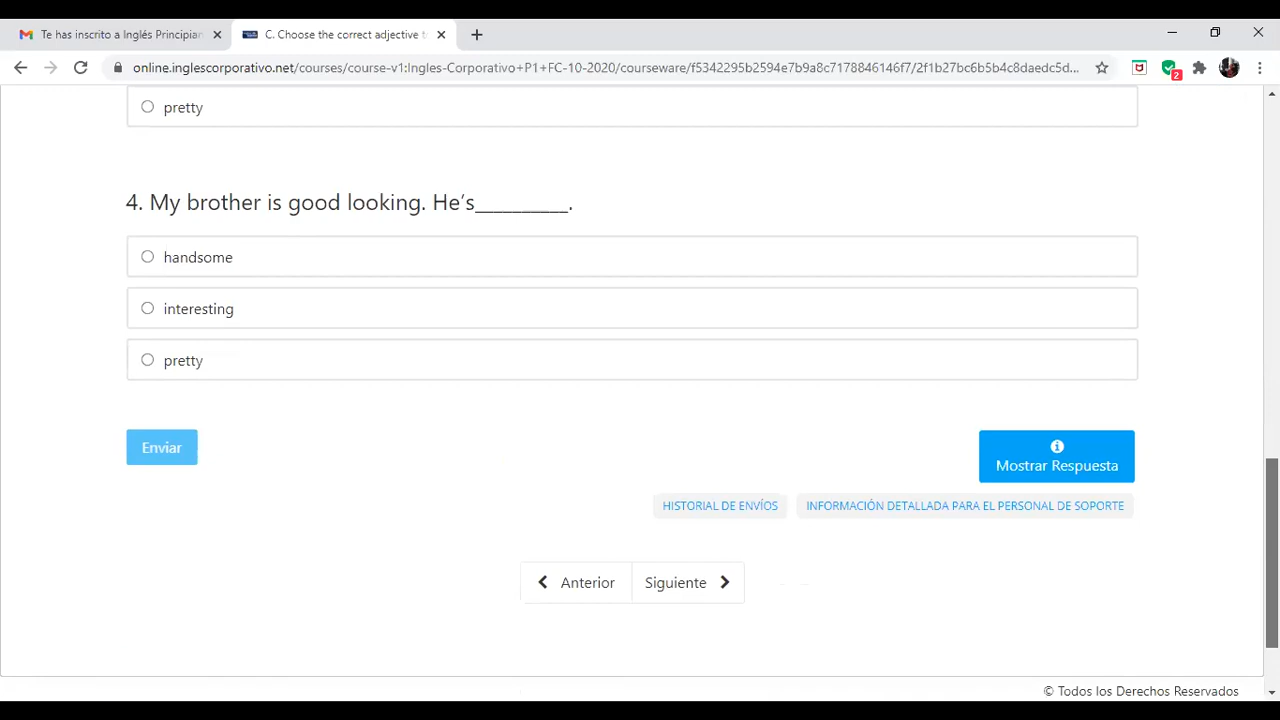 Te has inscrito a Inglés Principian
C. Choose the correct adjective t
online.inglescorporativo.net/courses/course-v1:Ingles-Corporativo+P1+FC-10-2020/courseware/f5342295b2594e7b9a8c7178846146f7/2f1b27bc6b5b4c8daedc5d...
2
pretty
4. My brother is good looking. He’s__________.
handsome
interesting
pretty
Enviar
Mostrar Respuesta
HISTORIAL DE ENVÍOS
INFORMACIÓN DETALLADA PARA EL PERSONAL DE SOPORTE
Anterior
Siguiente
© Todos los Derechos Reservados